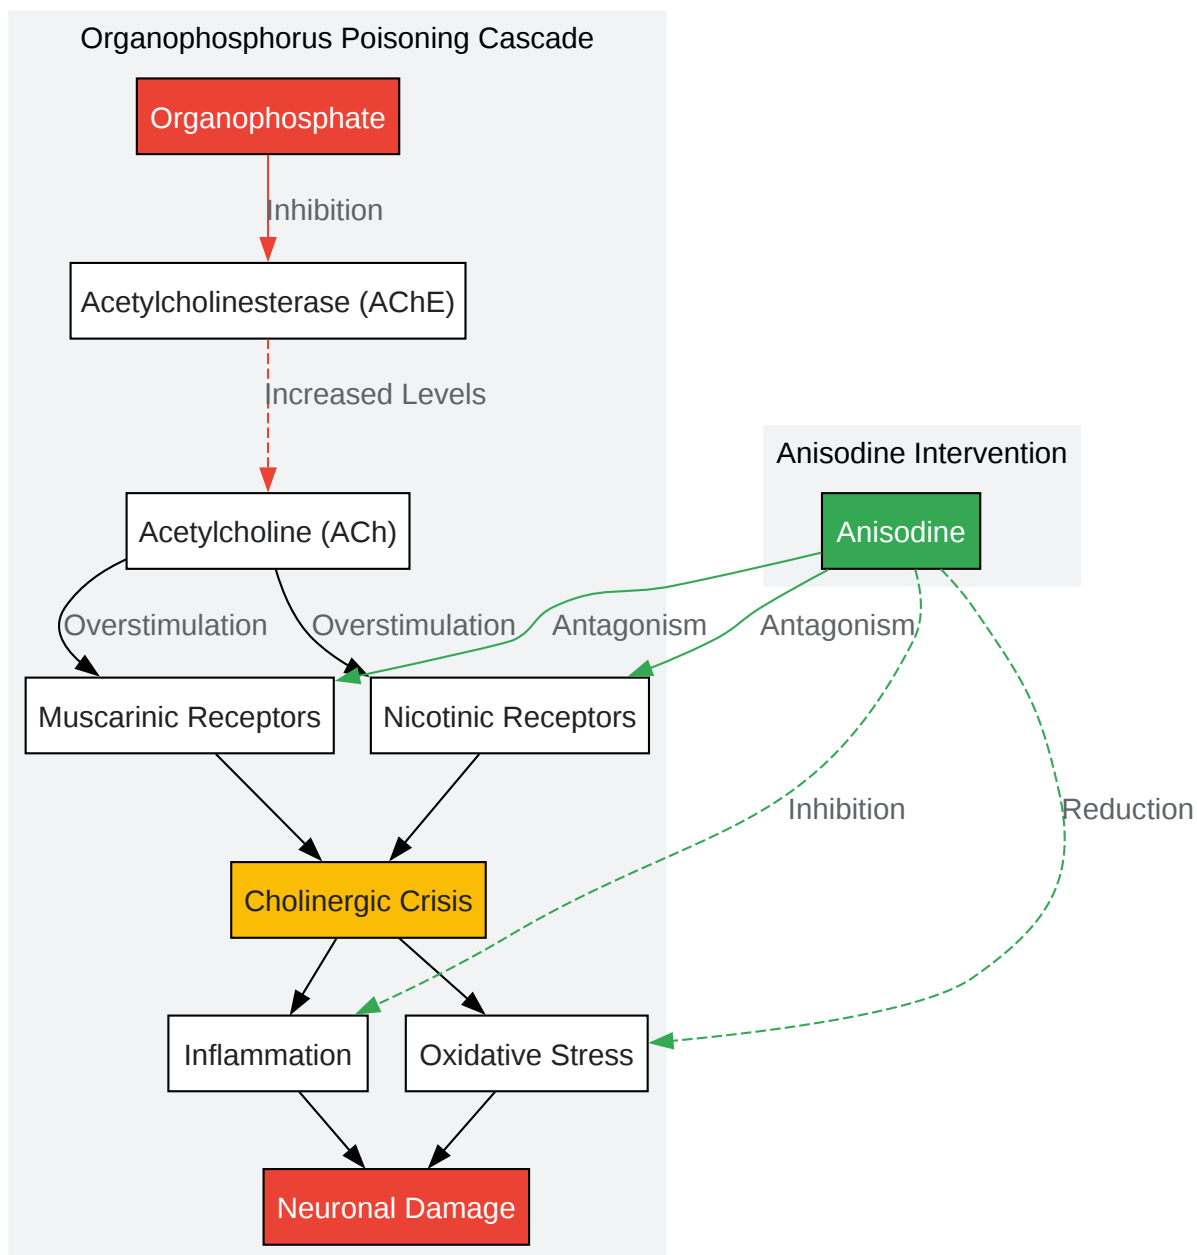 Organophosphorus Poisoning Cascade
Organophosphate
Inhibition
Acetylcholinesterase (AChE)
Increased Levels
Anisodine Intervention
Acetylcholine (ACh)
Anisodine
Overstimulation
Overstimulation
Antagonism
Antagonism
Muscarinic Receptors
Nicotinic Receptors
Inhibition
Reduction
Cholinergic Crisis
Inflammation
Oxidative Stress
Neuronal Damage